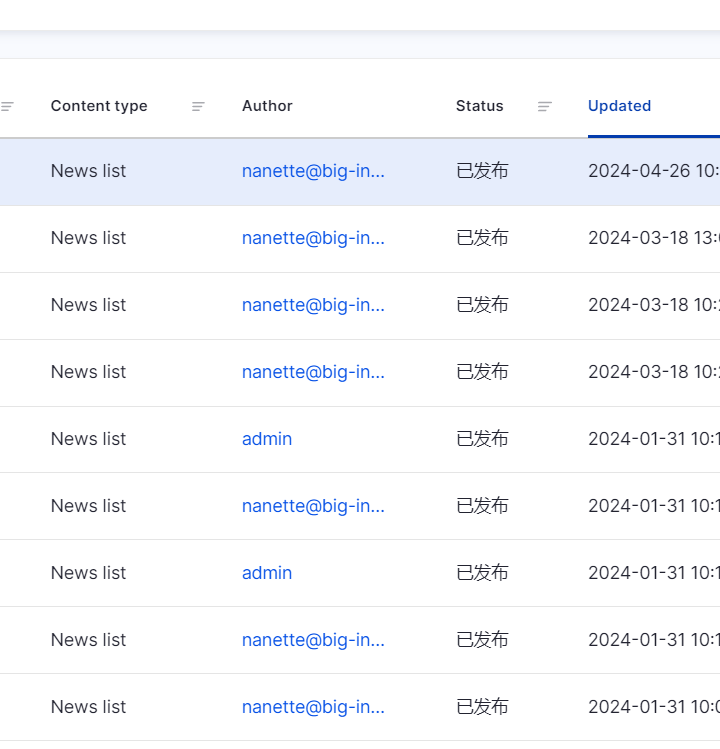 Content type Author Status Updated
News list nanette@big-in... 已发布 2024-04-26 10:
News list nanette@big-in... 已发布 2024-03-18 13:
News list nanette@big-in... 已发布 2024-03-18 10:
News list nanette@big-in... 已发布 2024-03-18 10:
News list admin 已发布 2024-01-31 10:1
News list nanette@big-in... 已发布 2024-01-31 10:1
News list admin 已发布 2024-01-31 10:1
News list nanette@big-in... 已发布 2024-01-31 10:1
News list nanette@big-in... 已发布 2024-01-31 10:0